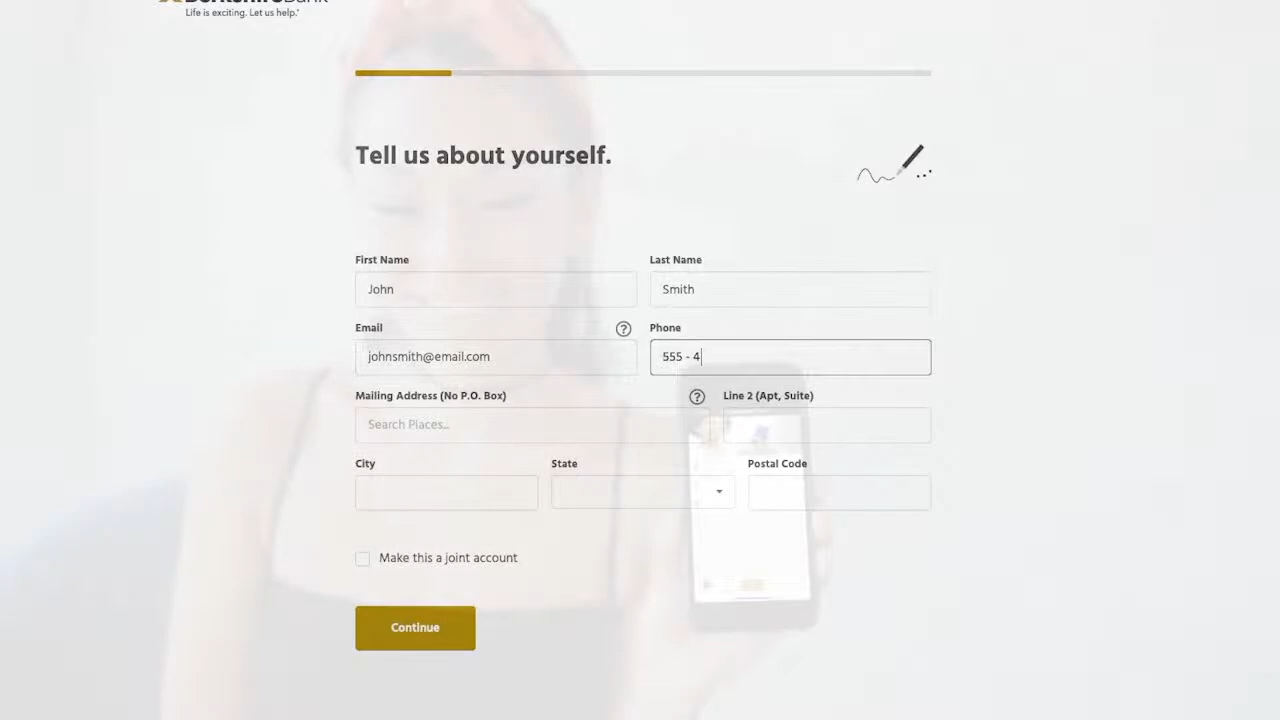 BerkshireBank
Life is exciting. Let us help.®
Tell us about yourself.
First Name
Last Name
John
Smith
Email
?
Phone
johnsmith@email.com
555 - 4
Mailing Address (No P.O. Box)
?
Line 2 (Apt, Suite)
Search Places...
City
State
Postal Code
Make this a joint account
Continue